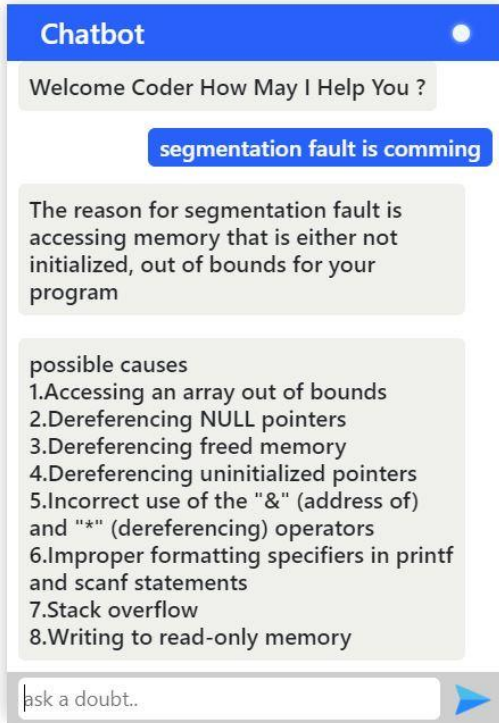 Chatbot
Welcome Coder How May I Help You ?
segmentation fault is comming
The reason for segmentation fault is
accessing memory that is either not
initialized, out of bounds for your
program
possible causes
1.Accessing an array out of bounds
2.Dereferencing NULL pointers
3.Dereferencing freed memory
4.Dereferencing uninitialized pointers
5.Incorrect use of the "&" (address of)
and "*" (dereferencing) operators
6.Improper formatting specifiers in printf
and scanf statements
7.Stack overflow
8.Writing to read-only memory
ask a doubt..